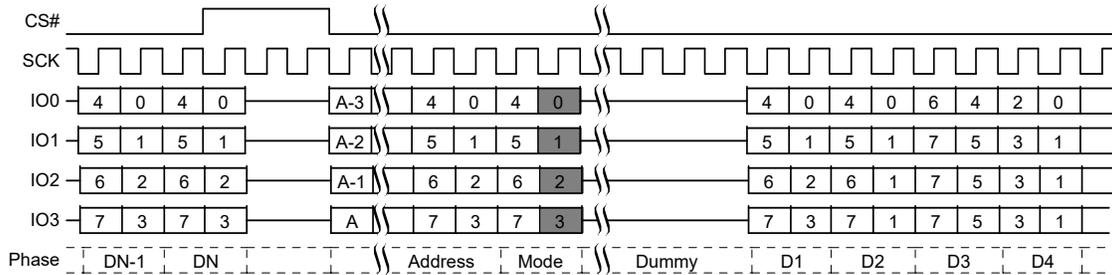 CS#
SCK
IO0 4 0 4 0 A-3 4 0 4 0 4 0 4 0 6 4 2 0
IO1 5 1 5 1 A-2 5 1 5 1 5 1 5 1 7 5 3 1
IO2 6 2 6 2 A-1 6 2 6 2 6 2 6 1 7 5 3 1
IO3 7 3 7 3 A 7 3 7 3 7 3 7 1 7 5 3 1
Phase DN-1 DN Address Mode Dummy D1 D2 D3 D4